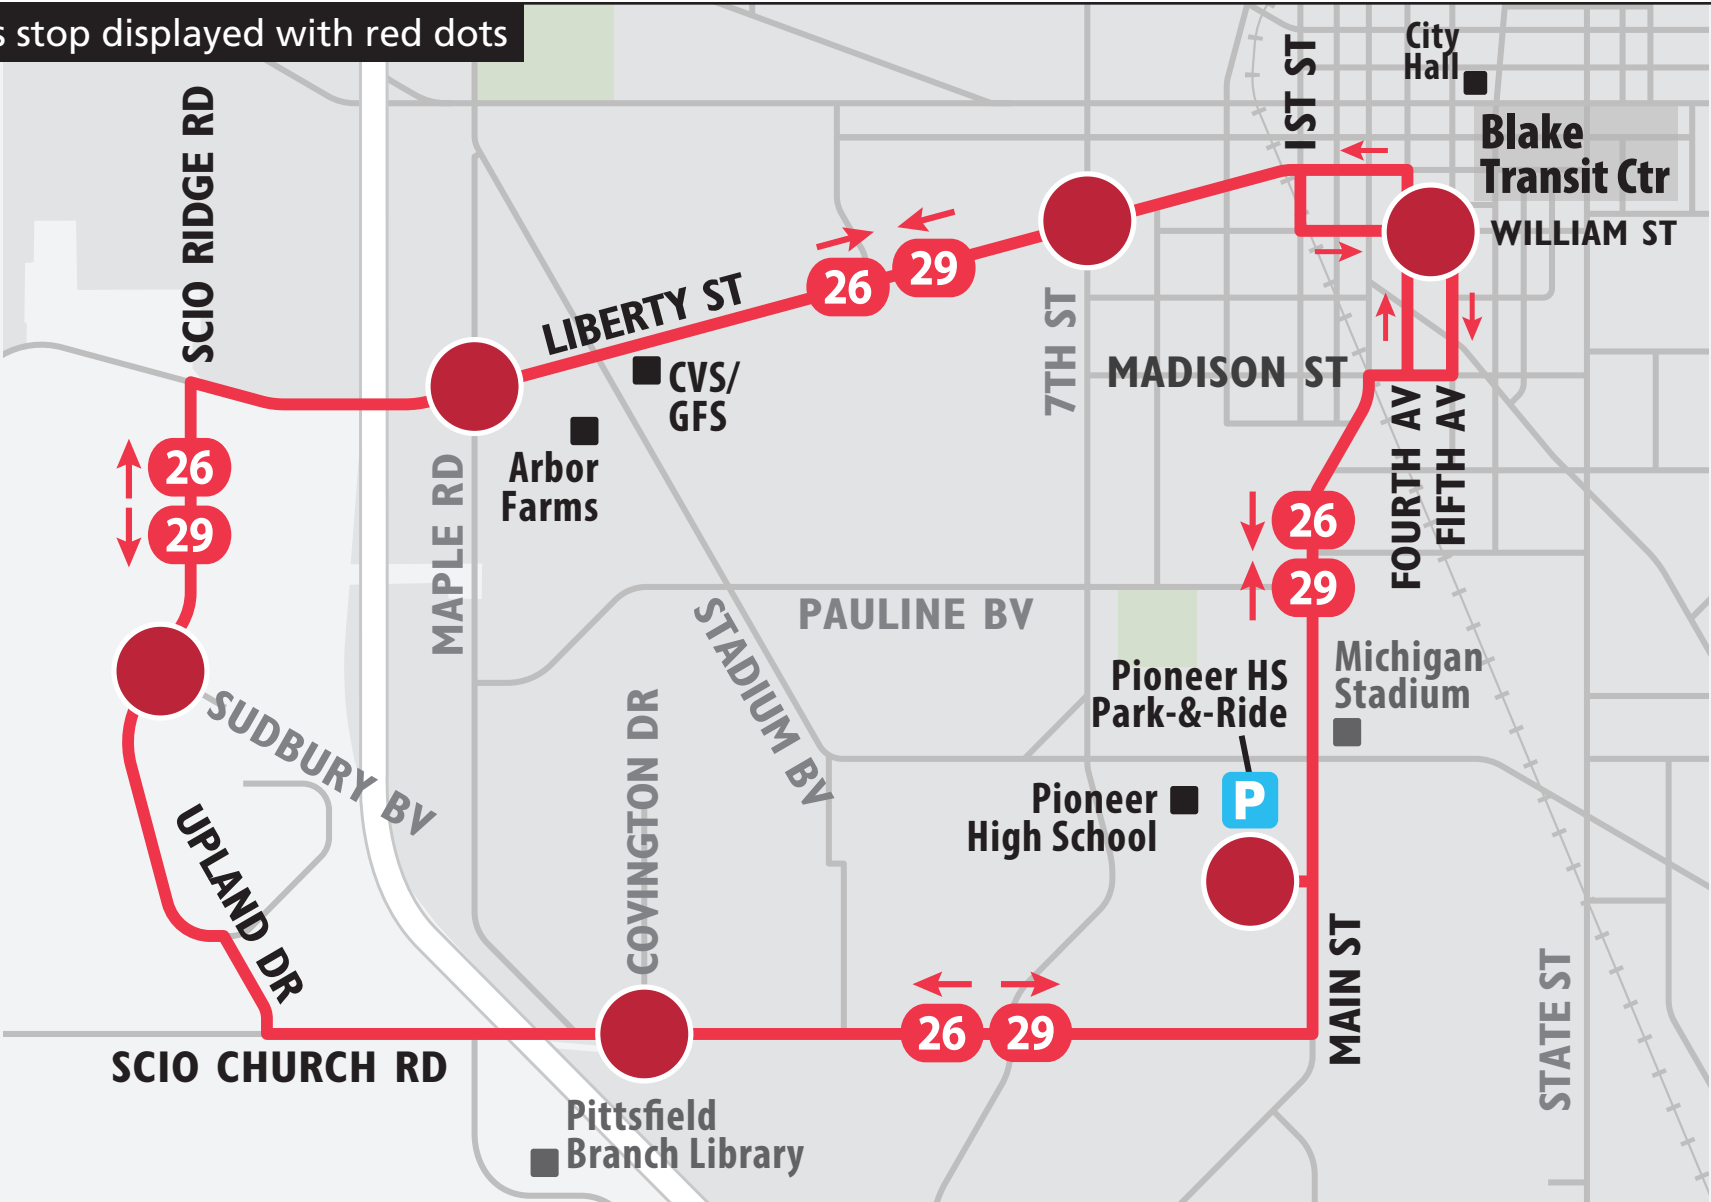 stop displayed with red dots
City
Hall
1ST ST
Blake
Transit Ctr
WILLIAM ST
SCIO RIDGE RD
LIBERTY ST
26
29
7TH ST
MADISON ST
CVS/
GFS
Arbor
Farms
MAPLE RD
26
29
FOURTH AV
FIFTH AV
26
29
PAULINE BV
STADIUM BV
Michigan
Stadium
Pioneer HS
Park-&-Ride
P
Pioneer
High School
SUDBURY BV
UPLAND DR
COVINGTON DR
26
29
MAIN ST
STATE ST
SCIO CHURCH RD
Pittsfield
Branch Library